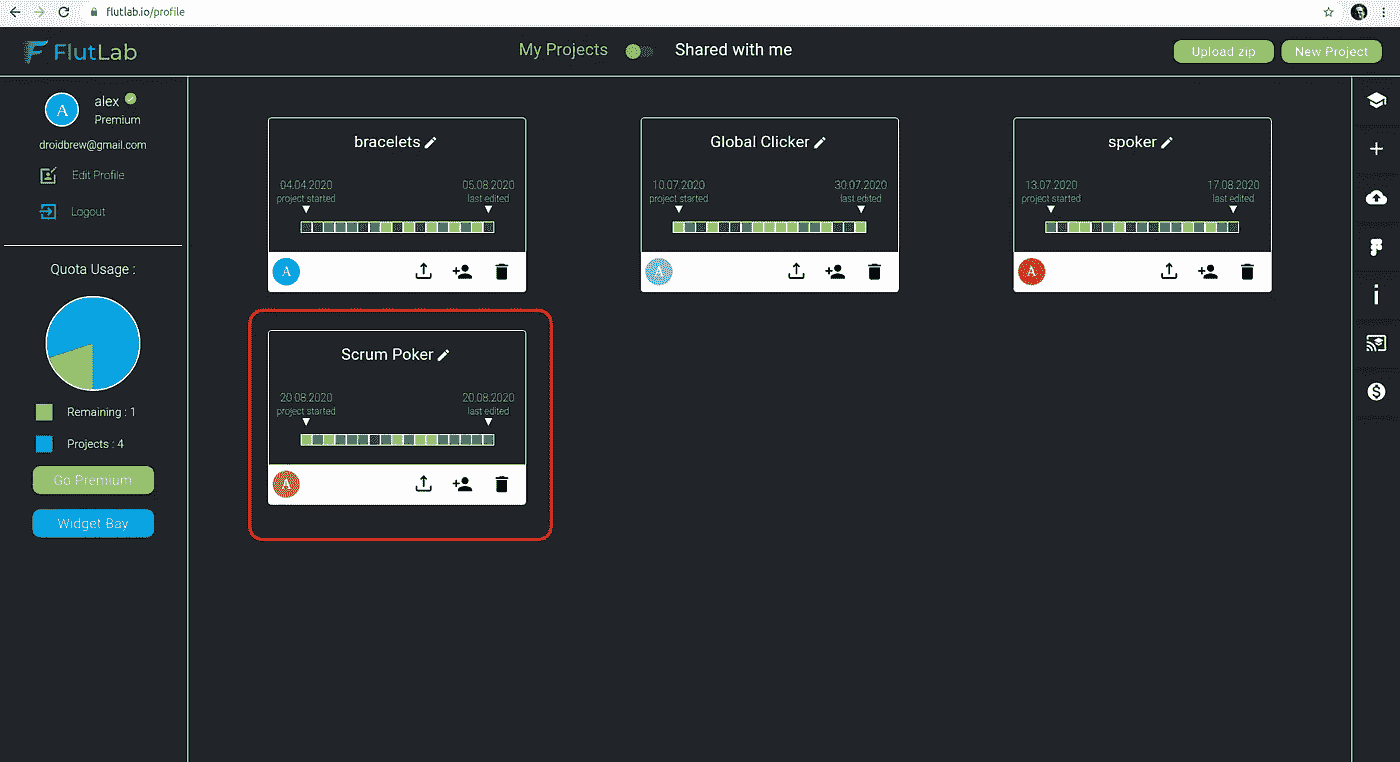 flutlab.io/profile
FlutLab
My Projects
Shared with me
Upload zip
New Project
A
alex
Premium
droidbrew@gmail.com
Edit Profile
Logout
Quota Usage :
Remaining : 1
Projects : 4
Go Premium
Widget Bay
bracelets
04.04.2020
05.08.2020
project started
last edited
A
Global Clicker
10.07.2020
30.07.2020
project started
last edited
A
spoker
13.07.2020
17.08.2020
project started
last edited
A
Scrum Poker
20.08.2020
20.08.2020
project started
last edited
A